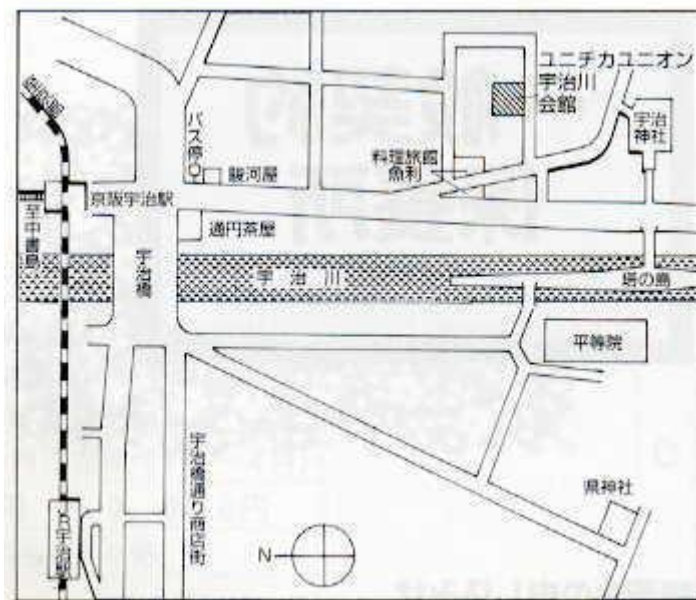 ユニチカユニオン
宇治川
会館
宇治
神社
バス停
駿河屋
料理旅館
魚利
京阪宇治駅
至中書島
通円茶屋
宇治橋
宇治川
塔の島
平等院
宇治橋通り商店街
県神社
JR宇治駅
N